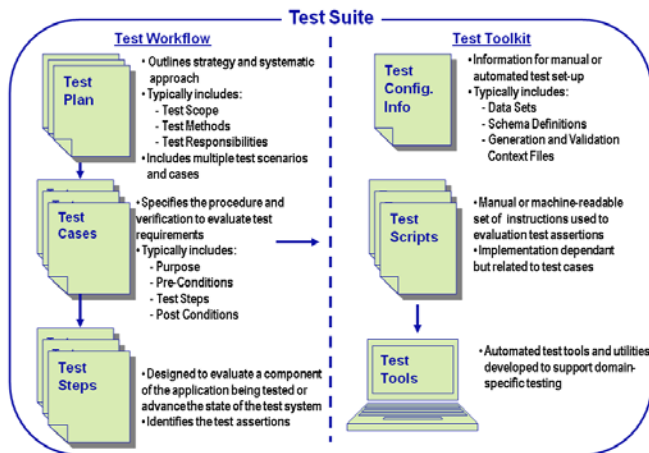 Test Suite
Test Workflow
Test
Plan
•Outlines strategy and systematic
approach
•Typically includes:
- Test Scope
- Test Methods
- Test Responsibilities
•Includes multiple test scenarios
and cases
Test
Cases
•Specifies the procedure and
verification to evaluate test
requirements
•Typically includes:
- Purpose
- Pre-Conditions
- Test Steps
- Post Conditions
Test
Steps
•Designed to evaluate a component
of the application being tested or
advance the state of the test system
•Identifies the test assertions
Test Toolkit
Test
Config.
Info
•Information for manual or
automated test set-up
•Typically includes:
- Data Sets
- Schema Definitions
- Generation and Validation
Context Files
Test
Scripts
•Manual or machine-readable
set of instructions used to
evaluation test assertions
•Implementation dependant
but related to test cases
Test
Tools
•Automated test tools and utilities
developed to support domain-
specific testing